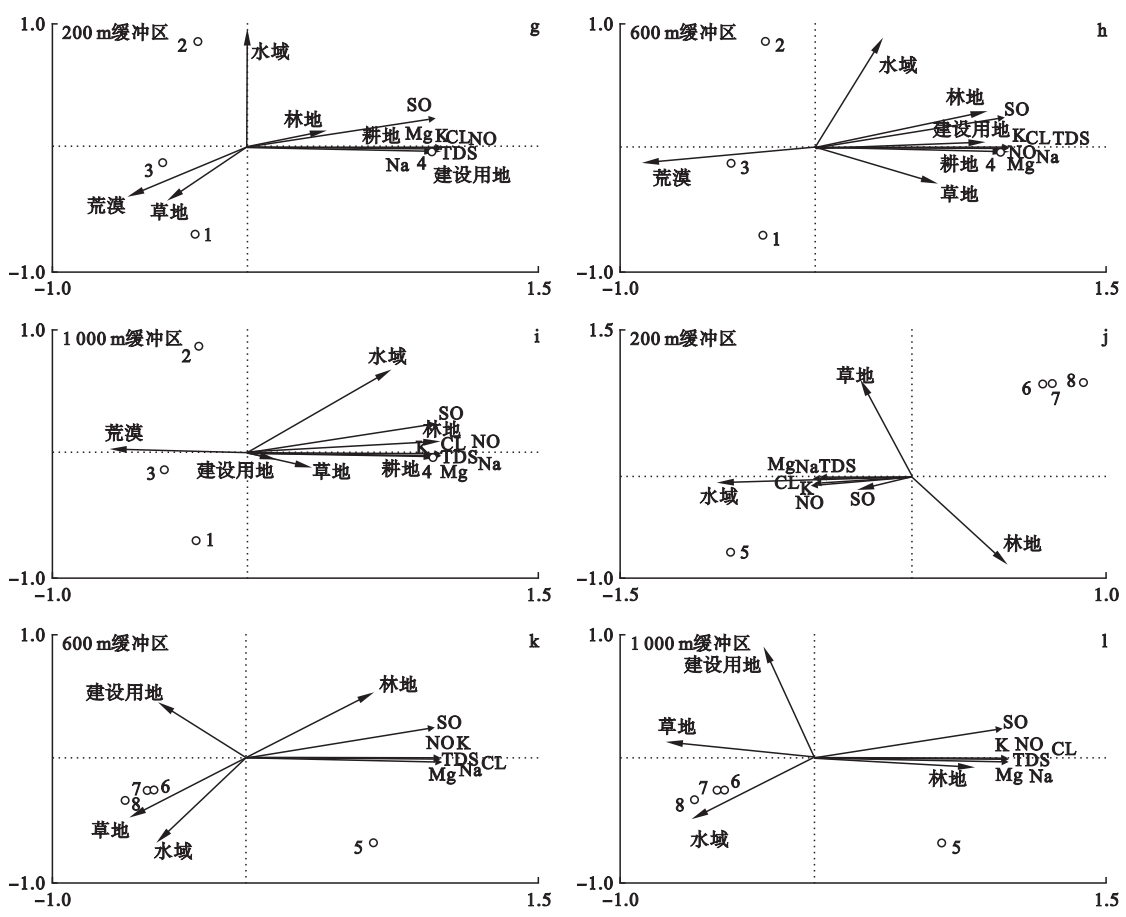 1.0
200 m缓冲区
g
2
水域
SO
林地
耕地 Mg K CL NO
3
Na 4 TDS
建设用地
荒漠
草地
1
-1.0
-1.0
1.5
1.0
600 m缓冲区
h
2
水域
林地
SO
建设用地 K CL TDS
3
耕地 4 NO Na
Mg
荒漠
草地
1
-1.0
-1.0
1.5
1.0
1 000 m缓冲区
i
2
水域
SO
林地
荒漠
K CL NO
3
建设用地
草地
耕地 4 TDS Na
Mg
1
-1.0
-1.0
1.5
1.5
200 m缓冲区
j
草地
6
7
8
Mg Na TDS
CL K
水域
NO
SO
林地
5
-1.0
-1.5
1.0
1.0
600 m缓冲区
k
建设用地
林地
SO
NO K
TDS
Mg Na CL
7 6
8
草地
水域
5
-1.0
-1.0
1.5
1.0
1 000 m缓冲区
l
建设用地
草地
SO
K NO CL
TDS
林地
Mg Na
7 6
8
水域
5
-1.0
-1.0
1.5